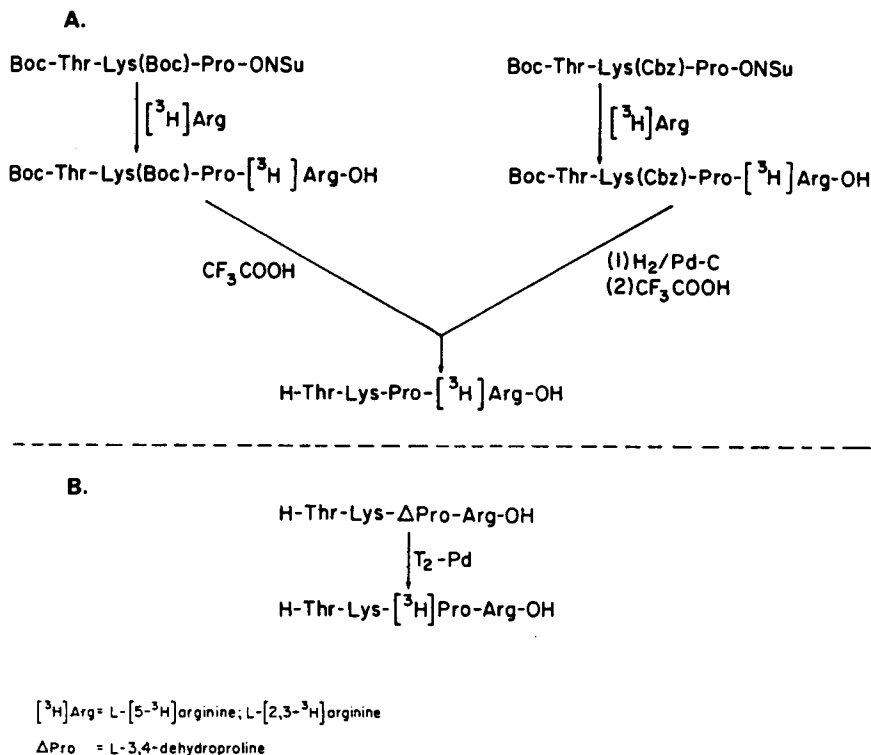 A.
Boc-Thr-Lys(Boc)-Pro-ONSu
Boc-Thr-Lys(Cbz)-Pro-ONSu
[³H]Arg
[³H]Arg
Boc-Thr-Lys(Boc)-Pro-[³H]Arg-OH
Boc-Thr-Lys(Cbz)-Pro-[³H]Arg-OH
CF₃COOH
(1)H₂/Pd-C
(2)CF₃COOH
H-Thr-Lys-Pro-[³H]Arg-OH
B.
H-Thr-Lys-ΔPro-Arg-OH
T₂-Pd
H-Thr-Lys-[³H]Pro-Arg-OH
[³H]Arg= L-[5-³H]arginine; L-[2,3-³H]arginine
ΔPro = L-3,4-dehydroproline